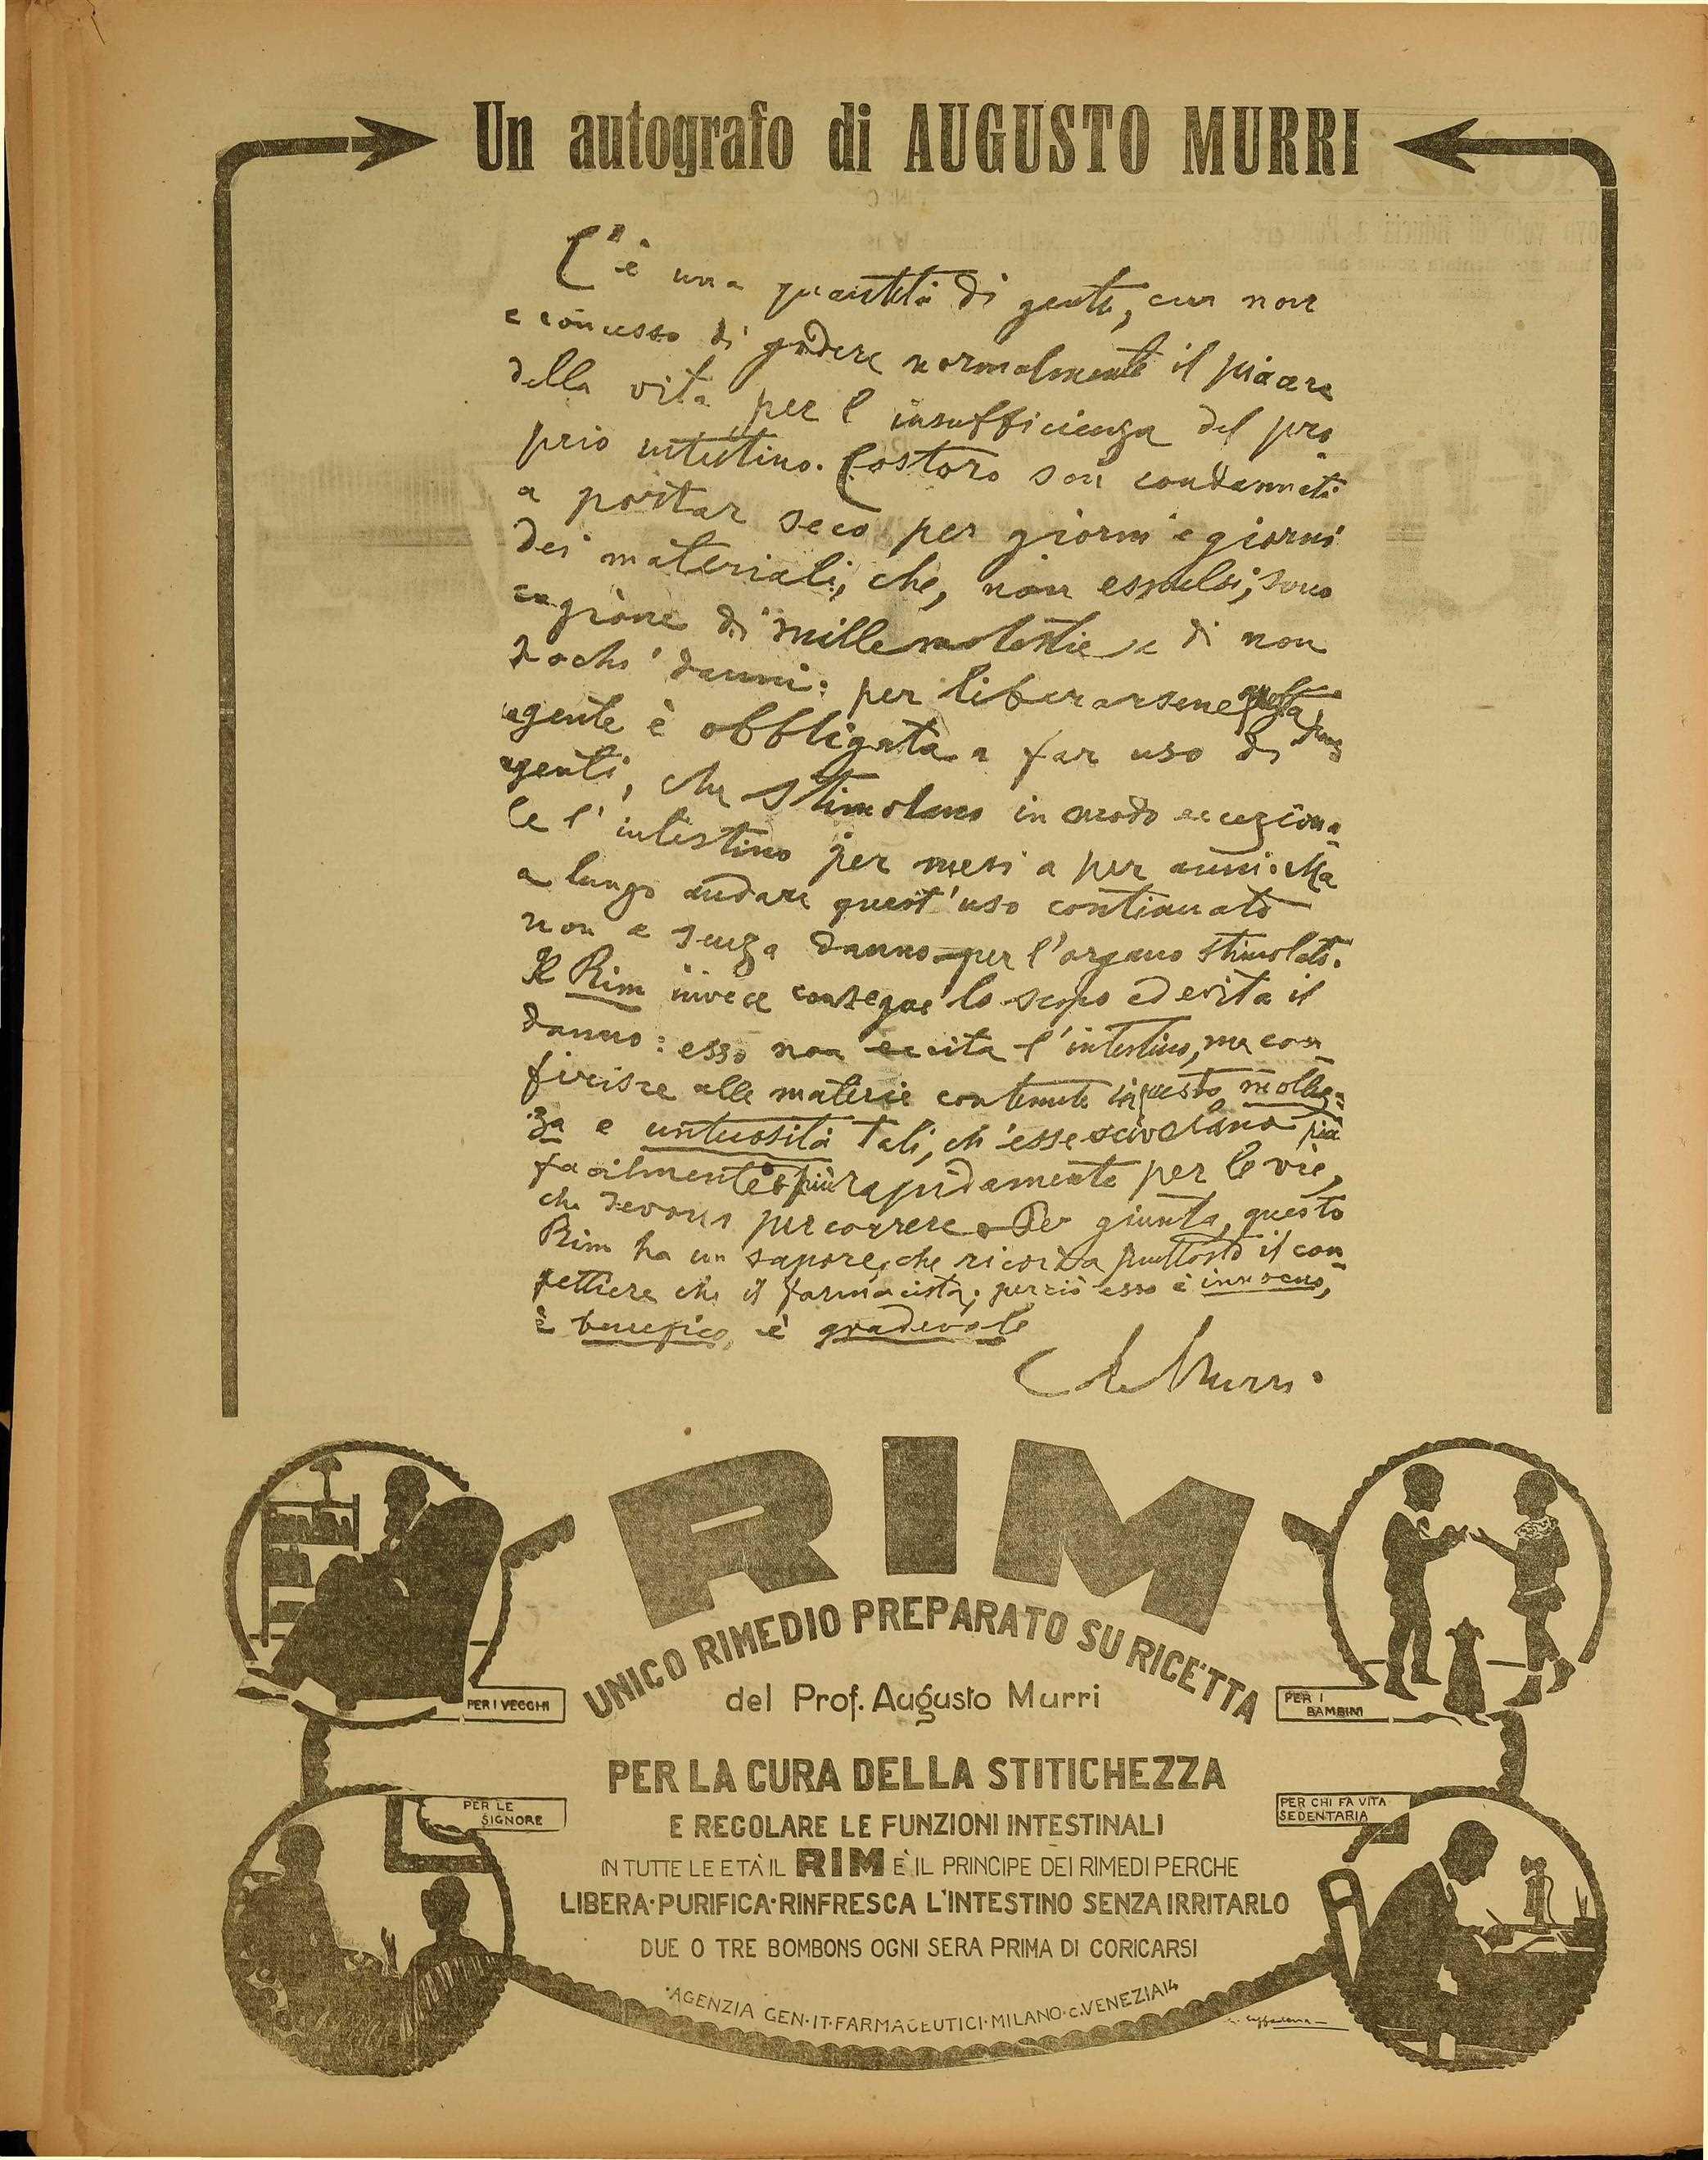 Un autografo di AUGUSTO MURRI
C'è una quantità di gente, cui non
è concesso di godere normalmente il piacere
della vita per l'insufficienza del pro
prio intestino. Costoro son condannati
a portar seco per giorni e giorni
dei materiali, che, non espulsi, sono
cagione di mille molestie e di non
pochi danni: per liberarsene questa
gente è obbligata a far uso di
agenti, che stimolano in modo eccezione-
le l'intestino per mesi e per anni: Ma
a lungo andare quest'uso continuato
non è senza danno per l'organo stimolato.
Il Rim invece consegue lo scopo ed evita il
danno: esso non eccita l'intestino, ma con-
ferisce alle materie contenute in questo mollez-
za e untuosità tali, ch'esse scivolano più
facilmente e più rapidamente per le vie,
che devono percorrere. Per giunta, questo
Rim ha un sapore, che ricorda piuttosto il con-
fettiere che il farmacista; perciò esso è innocuo,
è benefico, è gradevole
A. Murri.
RIM
UNICO RIMEDIO PREPARATO SU RICETTA
del Prof. Augusto Murri
PER I VECCHI
PER I
BAMBINI
PER LA CURA DELLA STITICHEZZA
PER LE
SIGNORE
PER CHI FA VITA
SEDENTARIA
E REGOLARE LE FUNZIONI INTESTINALI
IN TUTTE LE ETÀ IL RIM E' IL PRINCIPE DEI RIMEDI PERCHE
LIBERA·PURIFICA·RINFRESCA L'INTESTINO SENZA IRRITARLO
DUE O TRE BOMBONS OGNI SERA PRIMA DI CORICARSI
AGENZIA GEN·IT·FARMACEUTICI·MILANO·C.VENEZIA 14